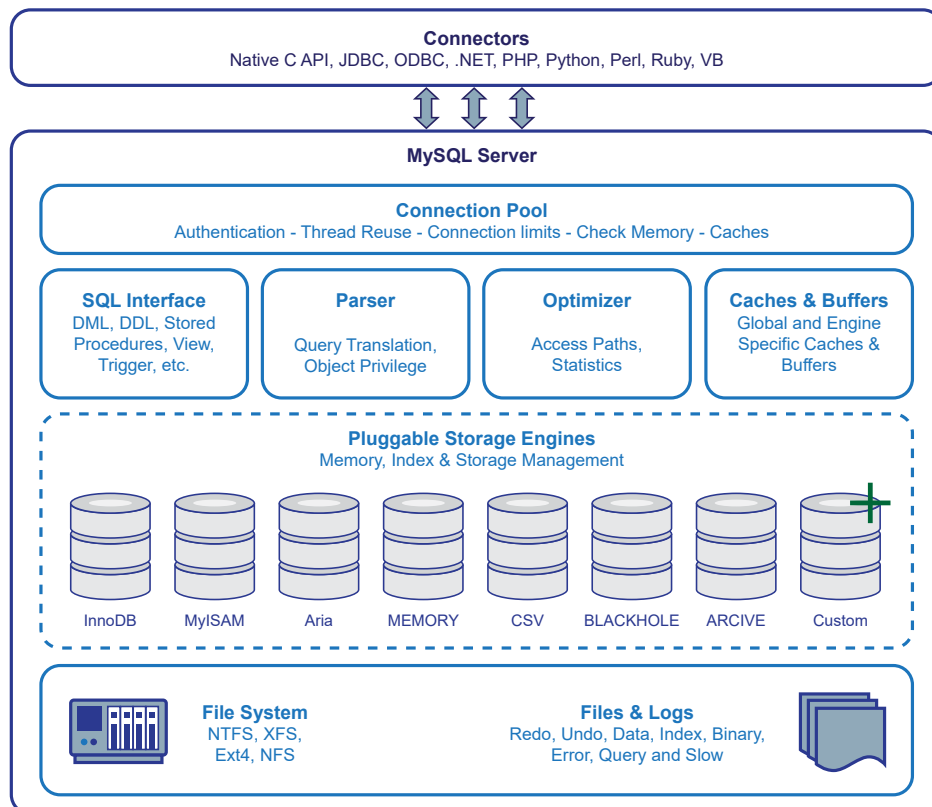 Connectors
Native C API, JDBC, ODBC, .NET, PHP, Python, Perl, Ruby, VB
MySQL Server
Connection Pool
Authentication - Thread Reuse - Connection limits - Check Memory - Caches
SQL Interface
DML, DDL, Stored
Procedures, View,
Trigger, etc.
Parser
Query Translation,
Object Privilege
Optimizer
Access Paths,
Statistics
Caches & Buffers
Global and Engine
Specific Caches &
Buffers
Pluggable Storage Engines
Memory, Index & Storage Management
InnoDB
MyISAM
Aria
MEMORY
CSV
BLACKHOLE
ARCIVE
Custom
File System
NTFS, XFS,
Ext4, NFS
Files & Logs
Redo, Undo, Data, Index, Binary,
Error, Query and Slow